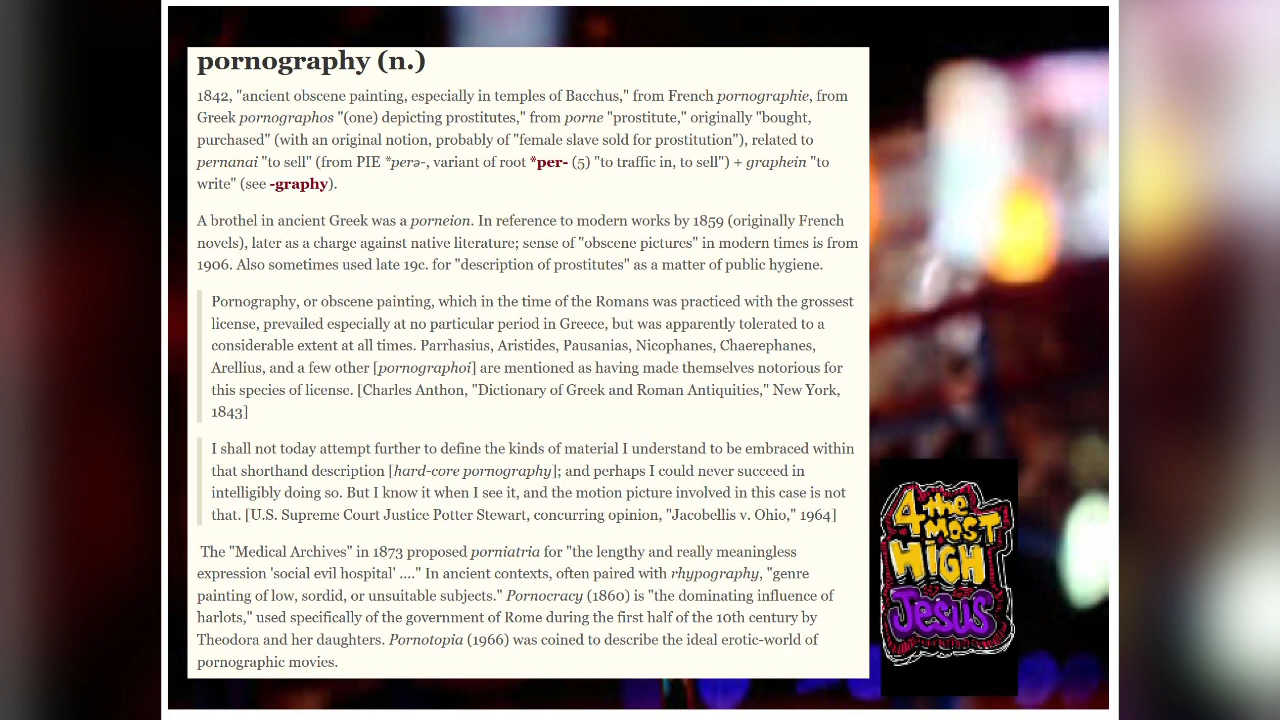 pornography (n.)
1842, "ancient obscene painting, especially in temples of Bacchus," from French pornographie, from
Greek pornographos "(one) depicting prostitutes," from porne "prostitute," originally "bought,
purchased" (with an original notion, probably of "female slave sold for prostitution"), related to
pernanai "to sell" (from PIE *perə-, variant of root *per- (5) "to traffic in, to sell") + graphein "to
write" (see -graphy).
A brothel in ancient Greek was a porneion. In reference to modern works by 1859 (originally French
novels), later as a charge against native literature; sense of "obscene pictures" in modern times is from
1906. Also sometimes used late 19c. for "description of prostitutes" as a matter of public hygiene.
Pornography, or obscene painting, which in the time of the Romans was practiced with the grossest
license, prevailed especially at no particular period in Greece, but was apparently tolerated to a
considerable extent at all times. Parrhasius, Aristides, Pausanias, Nicophanes, Chaerephanes,
Arellius, and a few other [pornographoi] are mentioned as having made themselves notorious for
this species of license. [Charles Anthon, "Dictionary of Greek and Roman Antiquities," New York,
1843]
I shall not today attempt further to define the kinds of material I understand to be embraced within
that shorthand description [hard-core pornography]; and perhaps I could never succeed in
intelligibly doing so. But I know it when I see it, and the motion picture involved in this case is not
that. [U.S. Supreme Court Justice Potter Stewart, concurring opinion, "Jacobellis v. Ohio," 1964]
The "Medical Archives" in 1873 proposed porniatria for "the lengthy and really meaningless
expression 'social evil hospital' ...." In ancient contexts, often paired with rhypography, "genre
painting of low, sordid, or unsuitable subjects." Pornocracy (1860) is "the dominating influence of
harlots," used specifically of the government of Rome during the first half of the 10th century by
Theodora and her daughters. Pornotopia (1966) was coined to describe the ideal erotic-world of
pornographic movies.
4 the
MOST
HiGH
Jesus